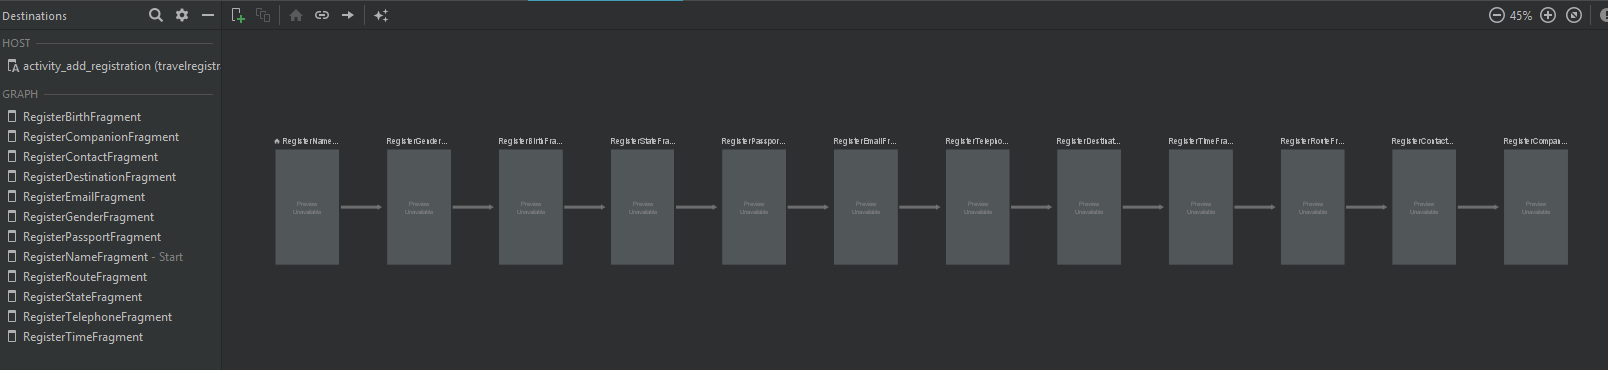 Destinations
45%
HOST
activity_add_registration (travelregistr
GRAPH
RegisterBirthFragment
RegisterCompanionFragment
RegisterContactFragment
RegisterDestinationFragment
RegisterEmailFragment
RegisterGenderFragment
RegisterPassportFragment
RegisterNameFragment - Start
RegisterRouteFragment
RegisterStateFragment
RegisterTelephoneFragment
RegisterTimeFragment
RegisterName...
RegisterGender...
RegisterBirthFra...
RegisterStateFra...
RegisterPasspor...
RegisterEmailFr...
RegisterTelepho...
RegisterDestinat...
RegisterTimeFra...
RegisterRouteFr...
RegisterContact...
RegisterCompan...
Preview
Unavailable
Preview
Unavailable
Preview
Unavailable
Preview
Unavailable
Preview
Unavailable
Preview
Unavailable
Preview
Unavailable
Preview
Unavailable
Preview
Unavailable
Preview
Unavailable
Preview
Unavailable
Preview
Unavailable